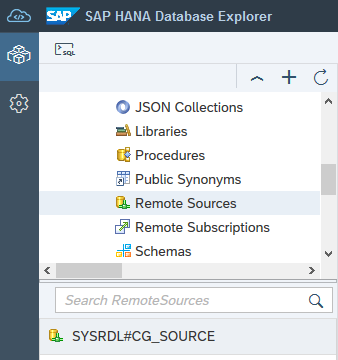 SAP SAP HANA Database Explorer
SQL
JSON Collections
Libraries
Procedures
Public Synonyms
Remote Sources
Remote Subscriptions
Schemas
Search RemoteSources
SYSRDL#CG_SOURCE